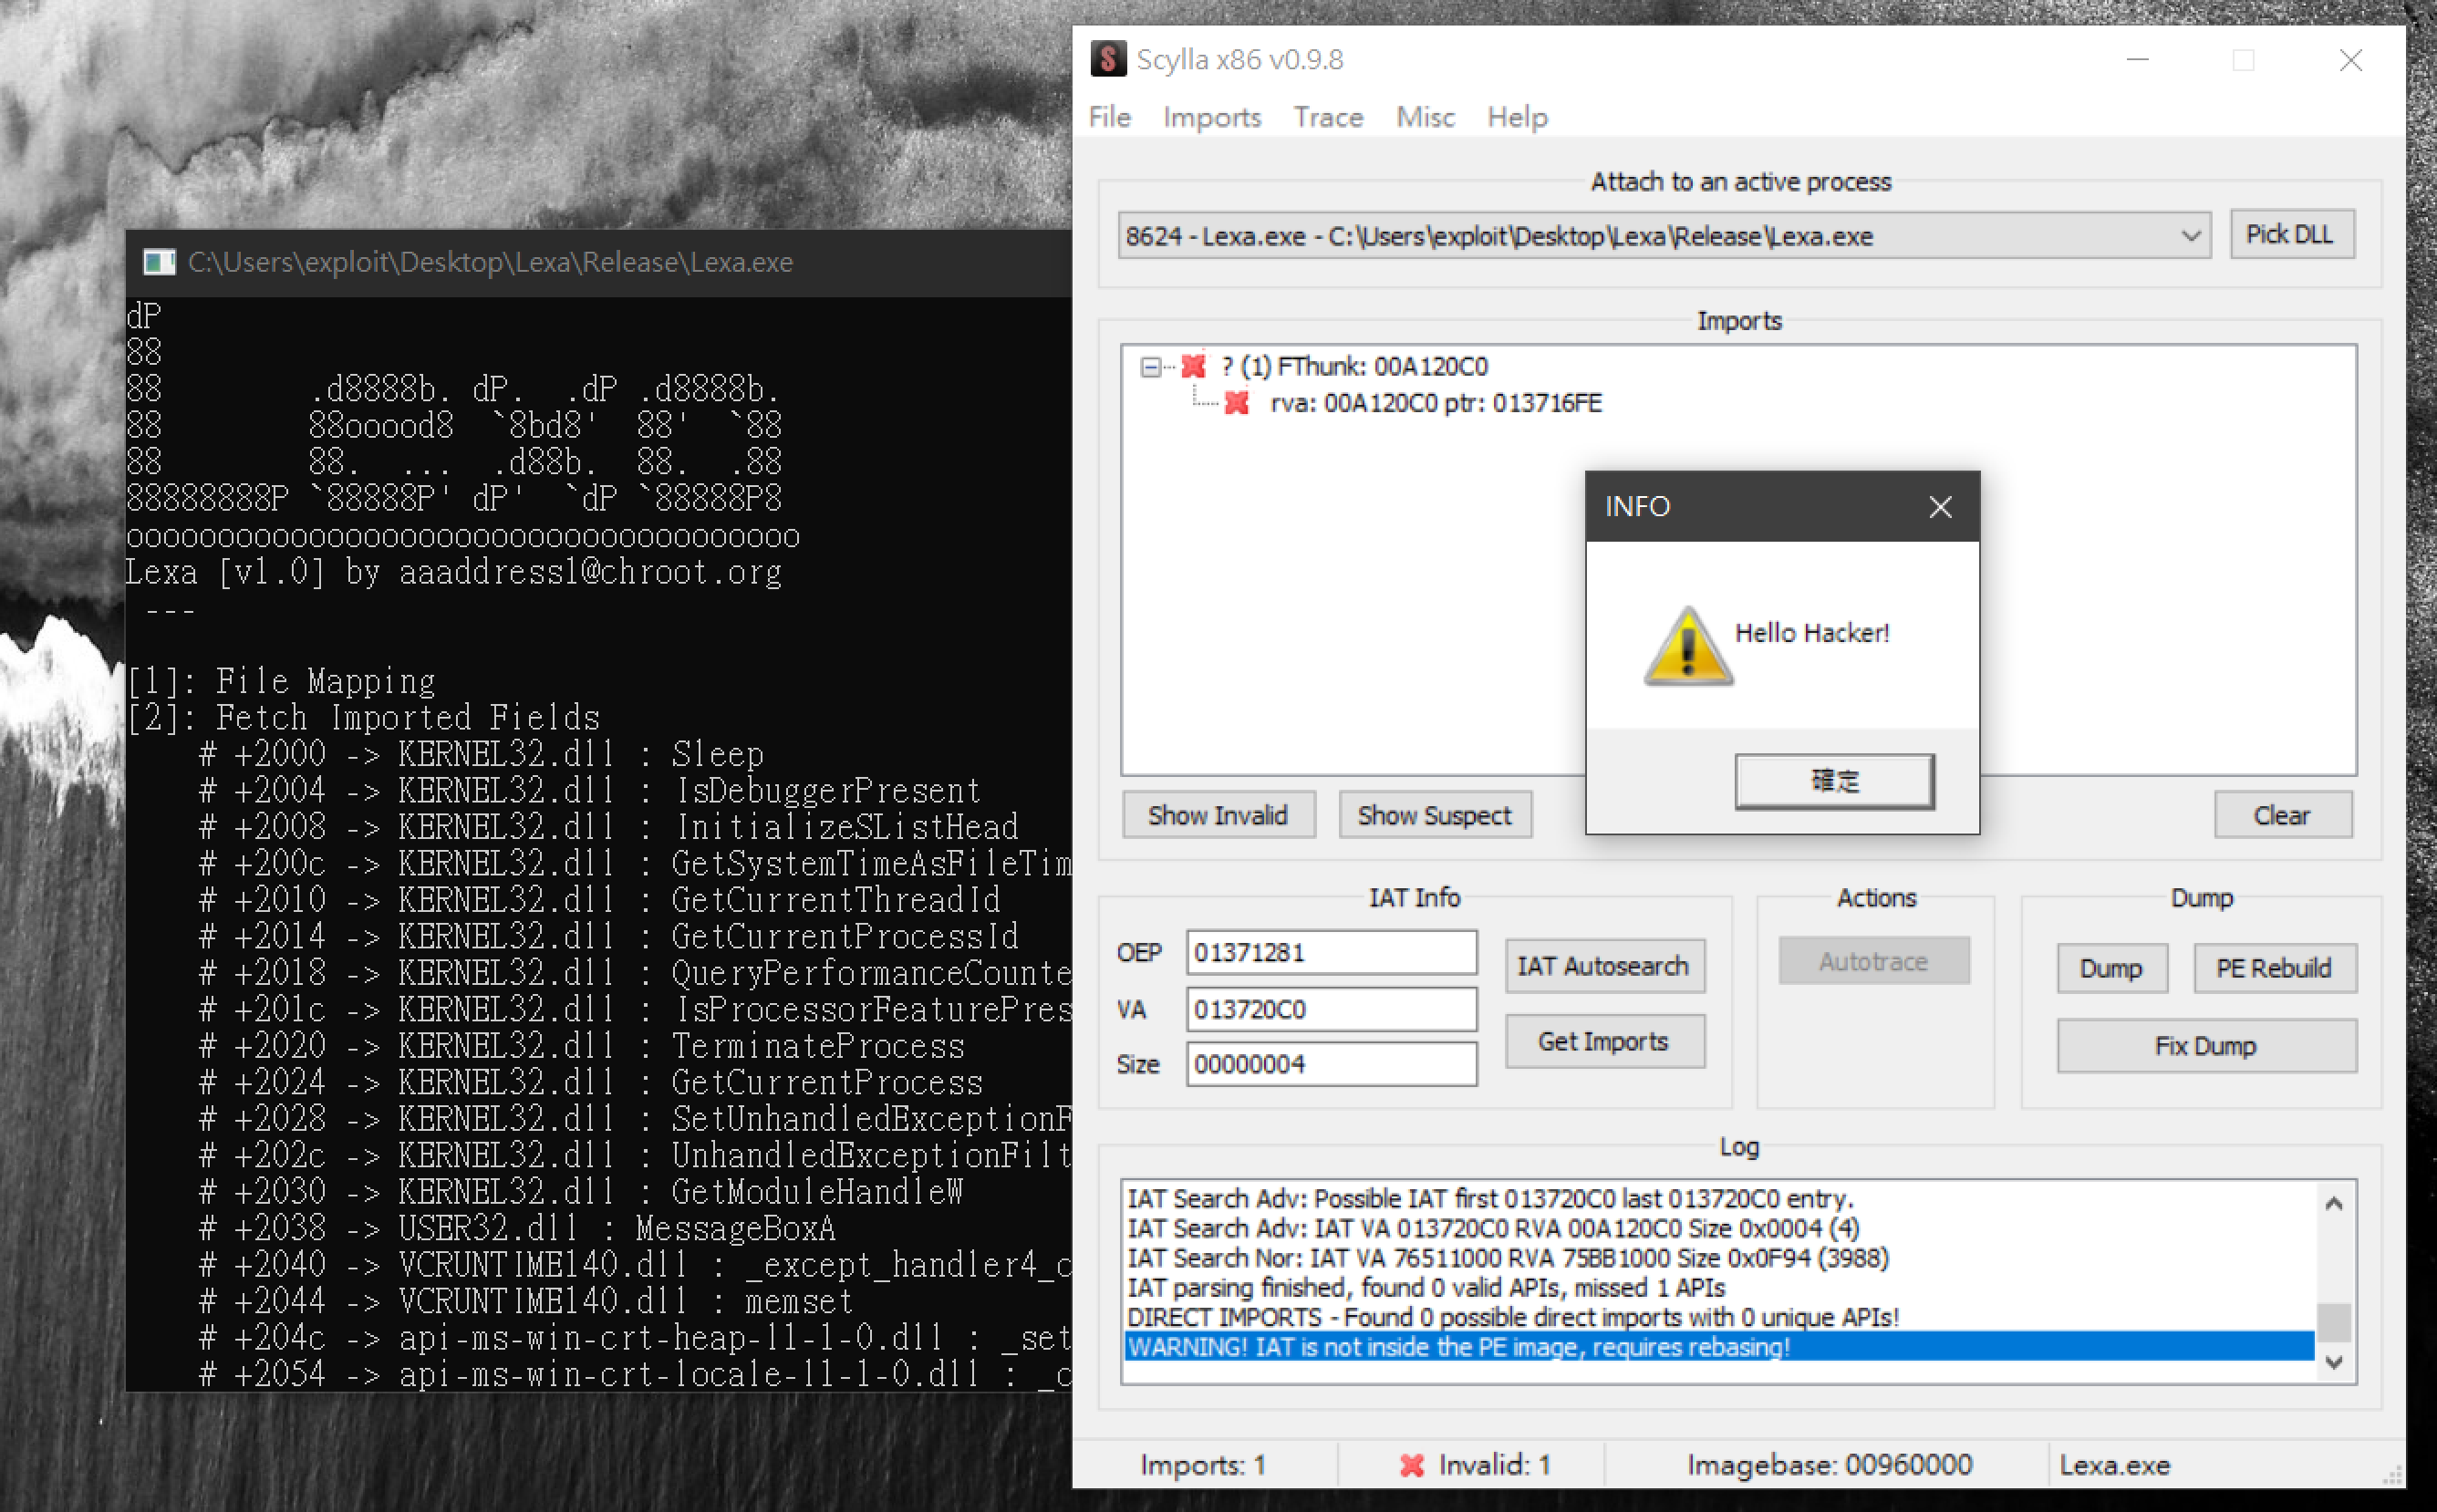 C:\Users\exploit\Desktop\Lexa\Release\Lexa.exe
dP
88
88        .d8888b. dP.  .dP .d8888b.
88        88ooood8  `8bd8'  88'  `88
88        88.  ...  .d88b.  88.  .88
88888888P `88888P' dP'  `dP `88888P8
ooooooooooooooooooooooooooooooooooooo
Lexa [v1.0] by aaaddress1@chroot.org
---
[1]: File Mapping
[2]: Fetch Imported Fields
# +2000 -> KERNEL32.dll : Sleep
# +2004 -> KERNEL32.dll : IsDebuggerPresent
# +2008 -> KERNEL32.dll : InitializeSListHead
# +200c -> KERNEL32.dll : GetSystemTimeAsFileTim
# +2010 -> KERNEL32.dll : GetCurrentThreadId
# +2014 -> KERNEL32.dll : GetCurrentProcessId
# +2018 -> KERNEL32.dll : QueryPerformanceCounte
# +201c -> KERNEL32.dll : IsProcessorFeaturePres
# +2020 -> KERNEL32.dll : TerminateProcess
# +2024 -> KERNEL32.dll : GetCurrentProcess
# +2028 -> KERNEL32.dll : SetUnhandledExceptionF
# +202c -> KERNEL32.dll : UnhandledExceptionFilt
# +2030 -> KERNEL32.dll : GetModuleHandleW
# +2038 -> USER32.dll : MessageBoxA
# +2040 -> VCRUNTIME140.dll : _except_handler4_c
# +2044 -> VCRUNTIME140.dll : memset
# +204c -> api-ms-win-crt-heap-l1-1-0.dll : _set
# +2054 -> api-ms-win-crt-locale-l1-1-0.dll : _c
Scylla x86 v0.9.8
File Imports Trace Misc Help
Attach to an active process
8624 - Lexa.exe - C:\Users\exploit\Desktop\Lexa\Release\Lexa.exe
Pick DLL
Imports
? (1) FThunk: 00A120C0
rva: 00A120C0 ptr: 013716FE
INFO
Hello Hacker!
確定
Show Invalid
Show Suspect
Clear
IAT Info
OEP 01371281
VA 013720C0
Size 00000004
IAT Autosearch
Get Imports
Actions
Autotrace
Dump
Dump
PE Rebuild
Fix Dump
Log
IAT Search Adv: Possible IAT first 013720C0 last 013720C0 entry.
IAT Search Adv: IAT VA 013720C0 RVA 00A120C0 Size 0x0004 (4)
IAT Search Nor: IAT VA 76511000 RVA 75BB1000 Size 0x0F94 (3988)
IAT parsing finished, found 0 valid APIs, missed 1 APIs
DIRECT IMPORTS - Found 0 possible direct imports with 0 unique APIs!
WARNING! IAT is not inside the PE image, requires rebasing!
Imports: 1
Invalid: 1
Imagebase: 00960000
Lexa.exe